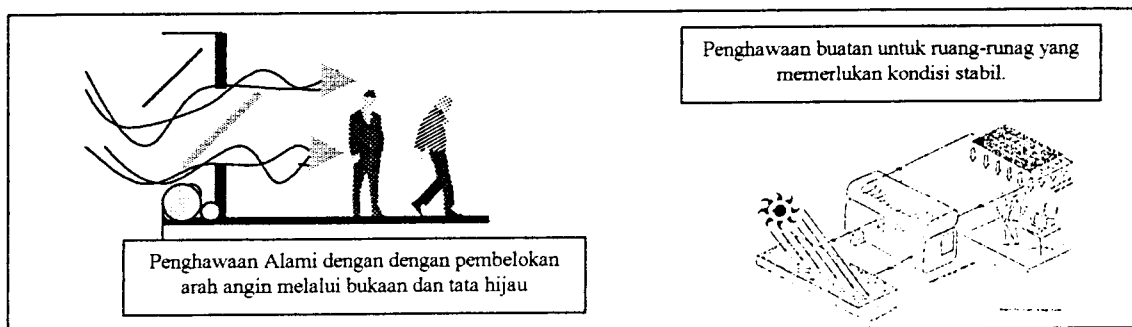 Penghawaan buatan untuk ruang-runag yang
memerlukan kondisi stabil.
Penghawaan Alami dengan dengan pembelokan
arah angin melalui bukaan dan tata hijau